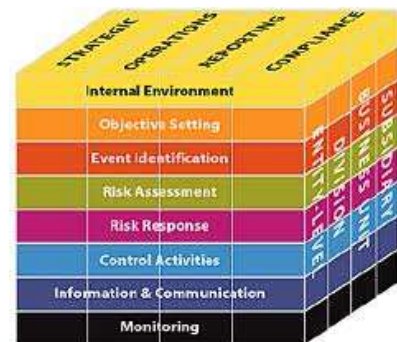 STRATEGIC
OPERATIONS
REPORTING
COMPLIANCE
Internal Environment
Objective Setting
Event Identification
Risk Assessment
Risk Response
Control Activities
Information & Communication
Monitoring
ENTITY-LEVEL
DIVISION
BUSINESS UNIT
SUBSIDIARY